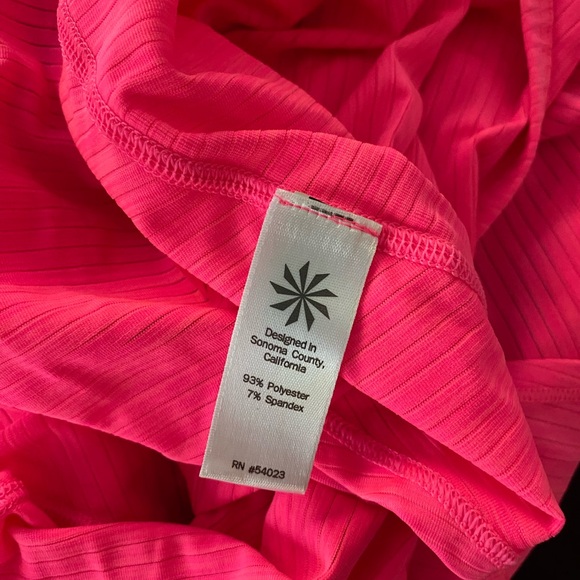 Designed in
Sonoma County,
California
93% Polyester
7% Spandex
RN #54023